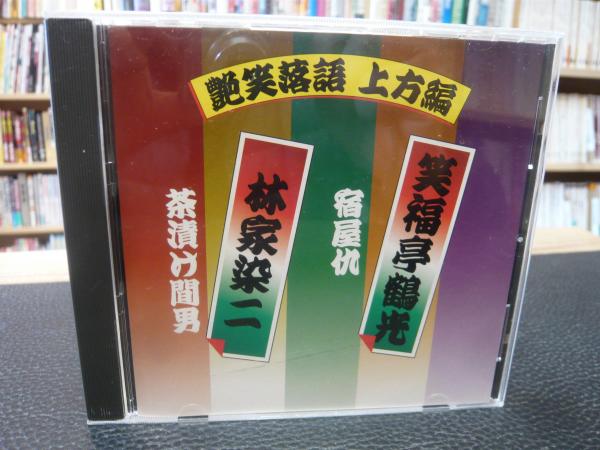 艶笑落語 上方編
笑福亭鶴光
宿屋仇
林家染二
茶漬け間男